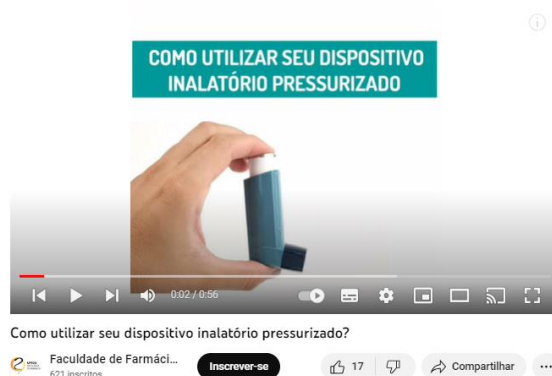 COMO UTILIZAR SEU DISPOSITIVO
INALATÓRIO PRESSURIZADO
0:02 / 0:56
Como utilizar seu dispositivo inalatório pressurizado?
Faculdade de Farmáci...
621 inscritos
Inscrever-se
17
Compartilhar